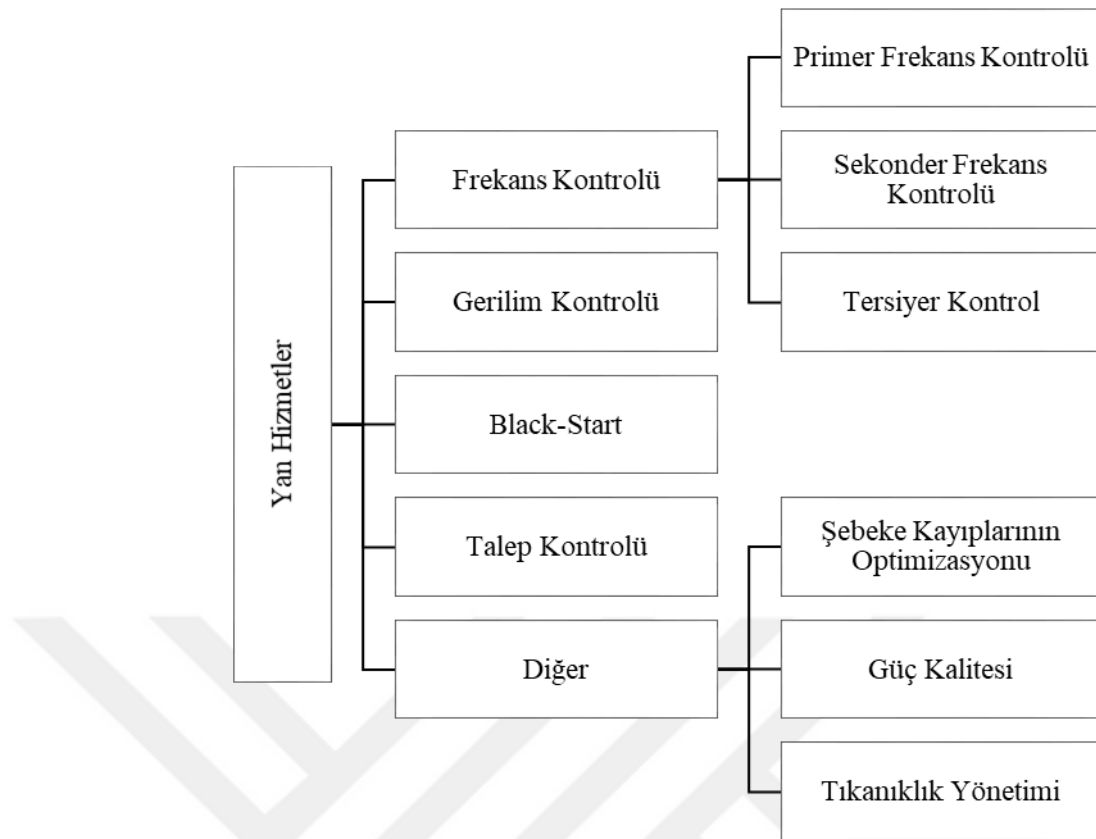 Yan Hizmetler
Frekans Kontrolü
Primer Frekans Kontrolü
Sekonder Frekans
Kontrolü
Tersiyer Kontrol
Gerilim Kontrolü
Black-Start
Talep Kontrolü
Diğer
Şebeke Kayıplarının
Optimizasyonu
Güç Kalitesi
Tıkanıklık Yönetimi